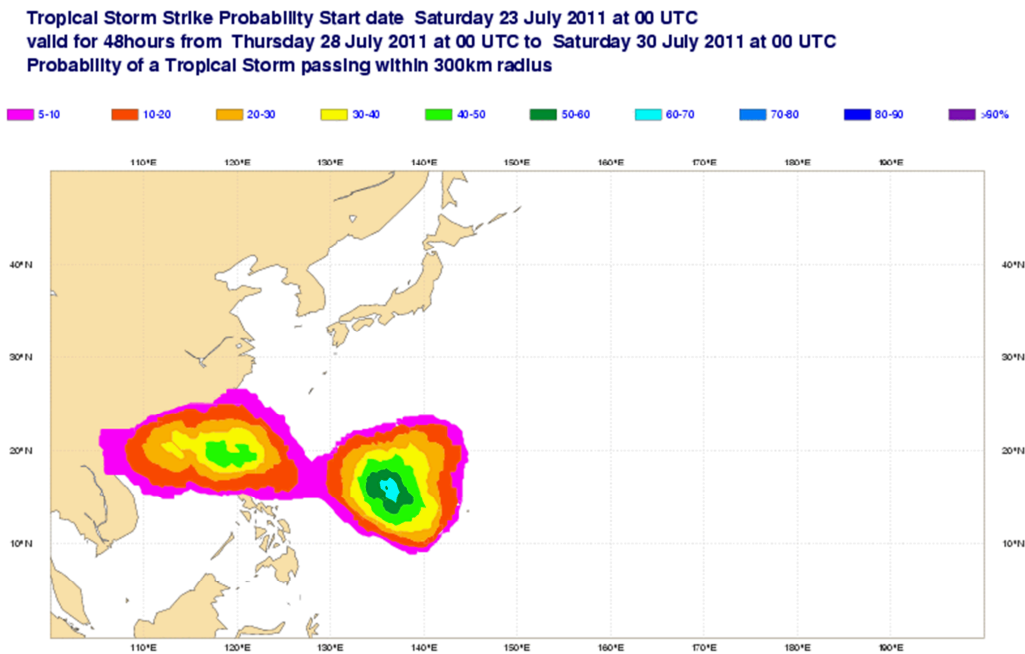 Tropical Storm Strike Probability Start date Saturday 23 July 2011 at 00 UTC
valid for 48hours from Thursday 28 July 2011 at 00 UTC to Saturday 30 July 2011 at 00 UTC
Probability of a Tropical Storm passing within 300km radius
5-10 10-20 20-30 30-40 40-50 50-60 60-70 70-80 80-90 >90%
110°E 120°E 130°E 140°E 150°E 160°E 170°E 180°E 190°E
40°N 40°N
30°N 30°N
20°N 20°N
10°N 10°N
110°E 120°E 130°E 140°E 150°E 160°E 170°E 180°E 190°E